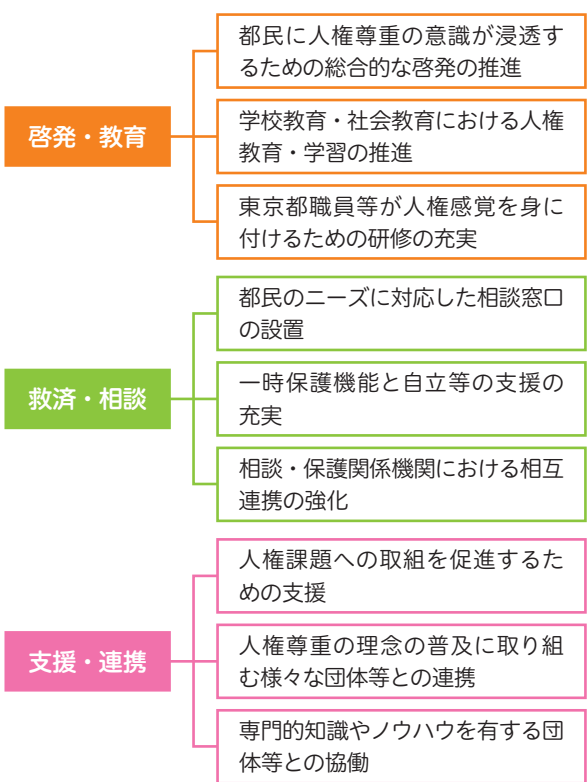 啓発・教育
都民に人権尊重の意識が浸透す
るための総合的な啓発の推進
学校教育・社会教育における人権
教育・学習の推進
東京都職員等が人権感覚を身に
付けるための研修の充実
救済・相談
都民のニーズに対応した相談窓口
の設置
一時保護機能と自立等の支援の
充実
相談・保護関係機関における相互
連携の強化
支援・連携
人権課題への取組を促進するた
めの支援
人権尊重の理念の普及に取り組
む様々な団体等との連携
専門的知識やノウハウを有する団
体等との協働